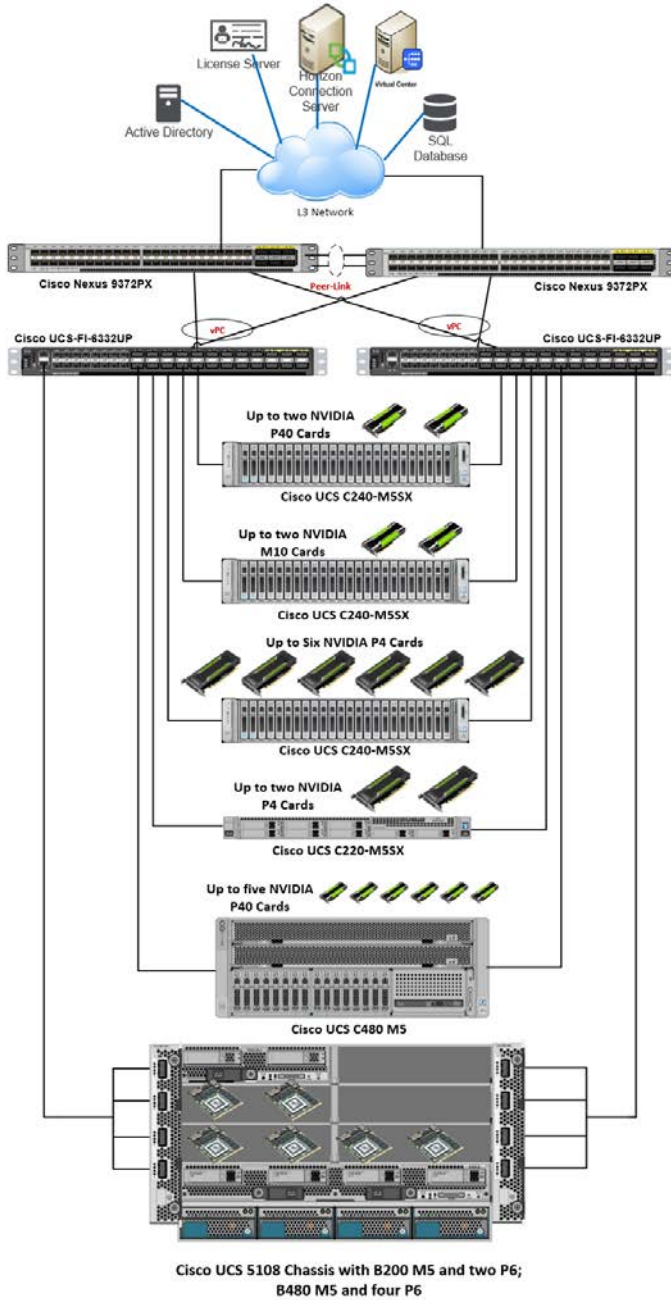 License Server
Horizon
Connection
Server
Virtual Center
Active Directory
SQL
Database
L3 Network
Cisco Nexus 9372PX
Peer-Link
Cisco Nexus 9372PX
Cisco UCS-FI-6332UP
vPC
vPC
Cisco UCS-FI-6332UP
Up to two NVIDIA
P40 Cards
Cisco UCS C240-M5SX
Up to two NVIDIA
M10 Cards
Cisco UCS C240-M5SX
Up to Six NVIDIA P4 Cards
Cisco UCS C240-M5SX
Up to two NVIDIA
P4 Cards
Cisco UCS C220-M5SX
Up to five NVIDIA
P40 Cards
Cisco UCS C480 M5
Cisco UCS 5108 Chassis with B200 M5 and two P6;
B480 M5 and four P6